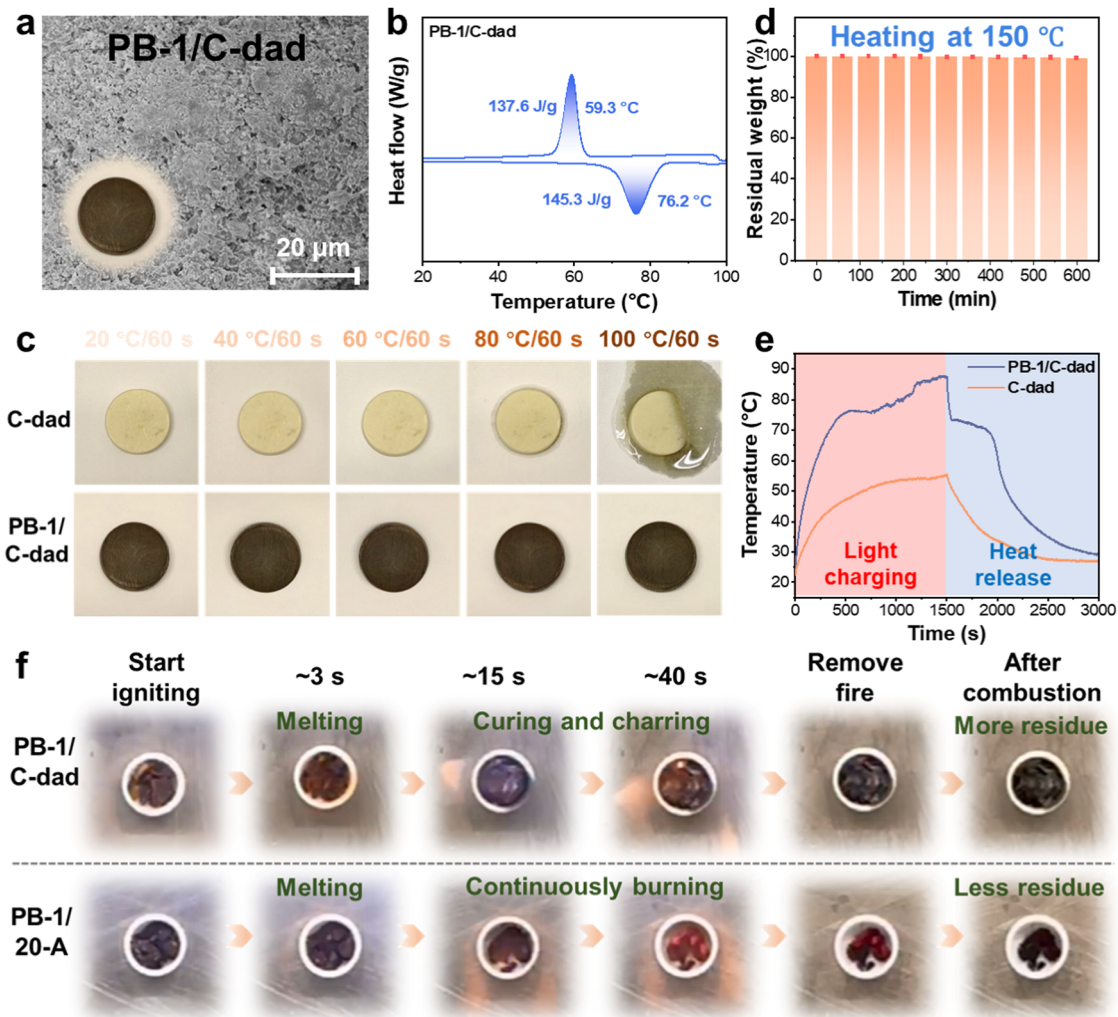 a
PB-1/C-dad
20 μm
b
PB-1/C-dad
137.6 J/g
59.3 °C
145.3 J/g
76.2 °C
Heat flow (W/g)
20
40
60
80
100
Temperature (°C)
d
Heating at 150 ℃
Residual weight (%)
100
80
60
40
20
0
0
100
200
300
400
500
600
Time (min)
c
20 °C/60 s
40 °C/60 s
60 °C/60 s
80 °C/60 s
100 °C/60 s
C-dad
PB-1/
C-dad
e
PB-1/C-dad
C-dad
Temperature (°C)
90
80
70
60
50
40
30
20
Light
charging
Heat
release
0
500
1000
1500
2000
2500
3000
Time (s)
f
Start
igniting
~3 s
~15 s
~40 s
Remove
fire
After
combustion
PB-1/
C-dad
Melting
Curing and charring
More residue
PB-1/
20-A
Melting
Continuously burning
Less residue